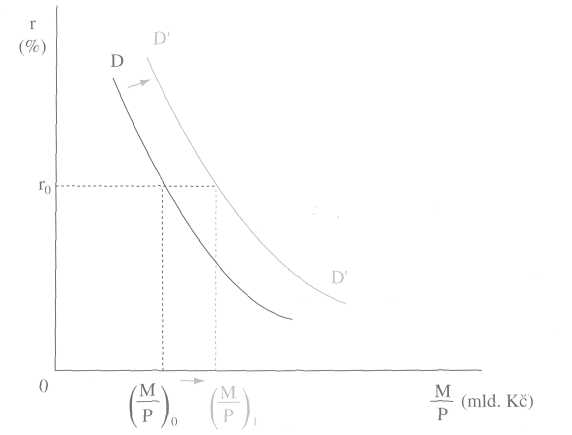 r
(%)
D'
D
r₀
D'
0
(M/P)₀
(M/P)₁
M/P (mld. Kč)